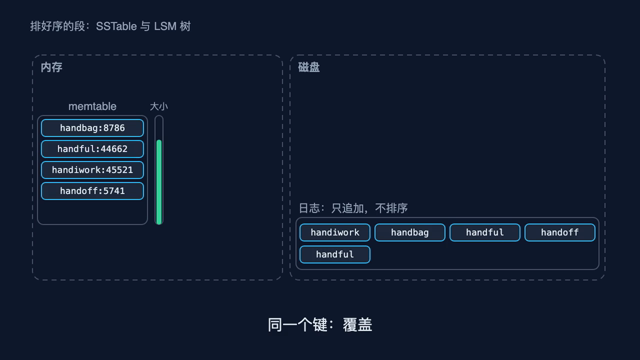 排好序的段：SSTable 与 LSM 树
内存
memtable
大小
handbag:8786
handful:44662
handiwork:45521
handoff:5741
磁盘
日志：只追加，不排序
handiwork handbag handful handoff
handful
同一个键：覆盖